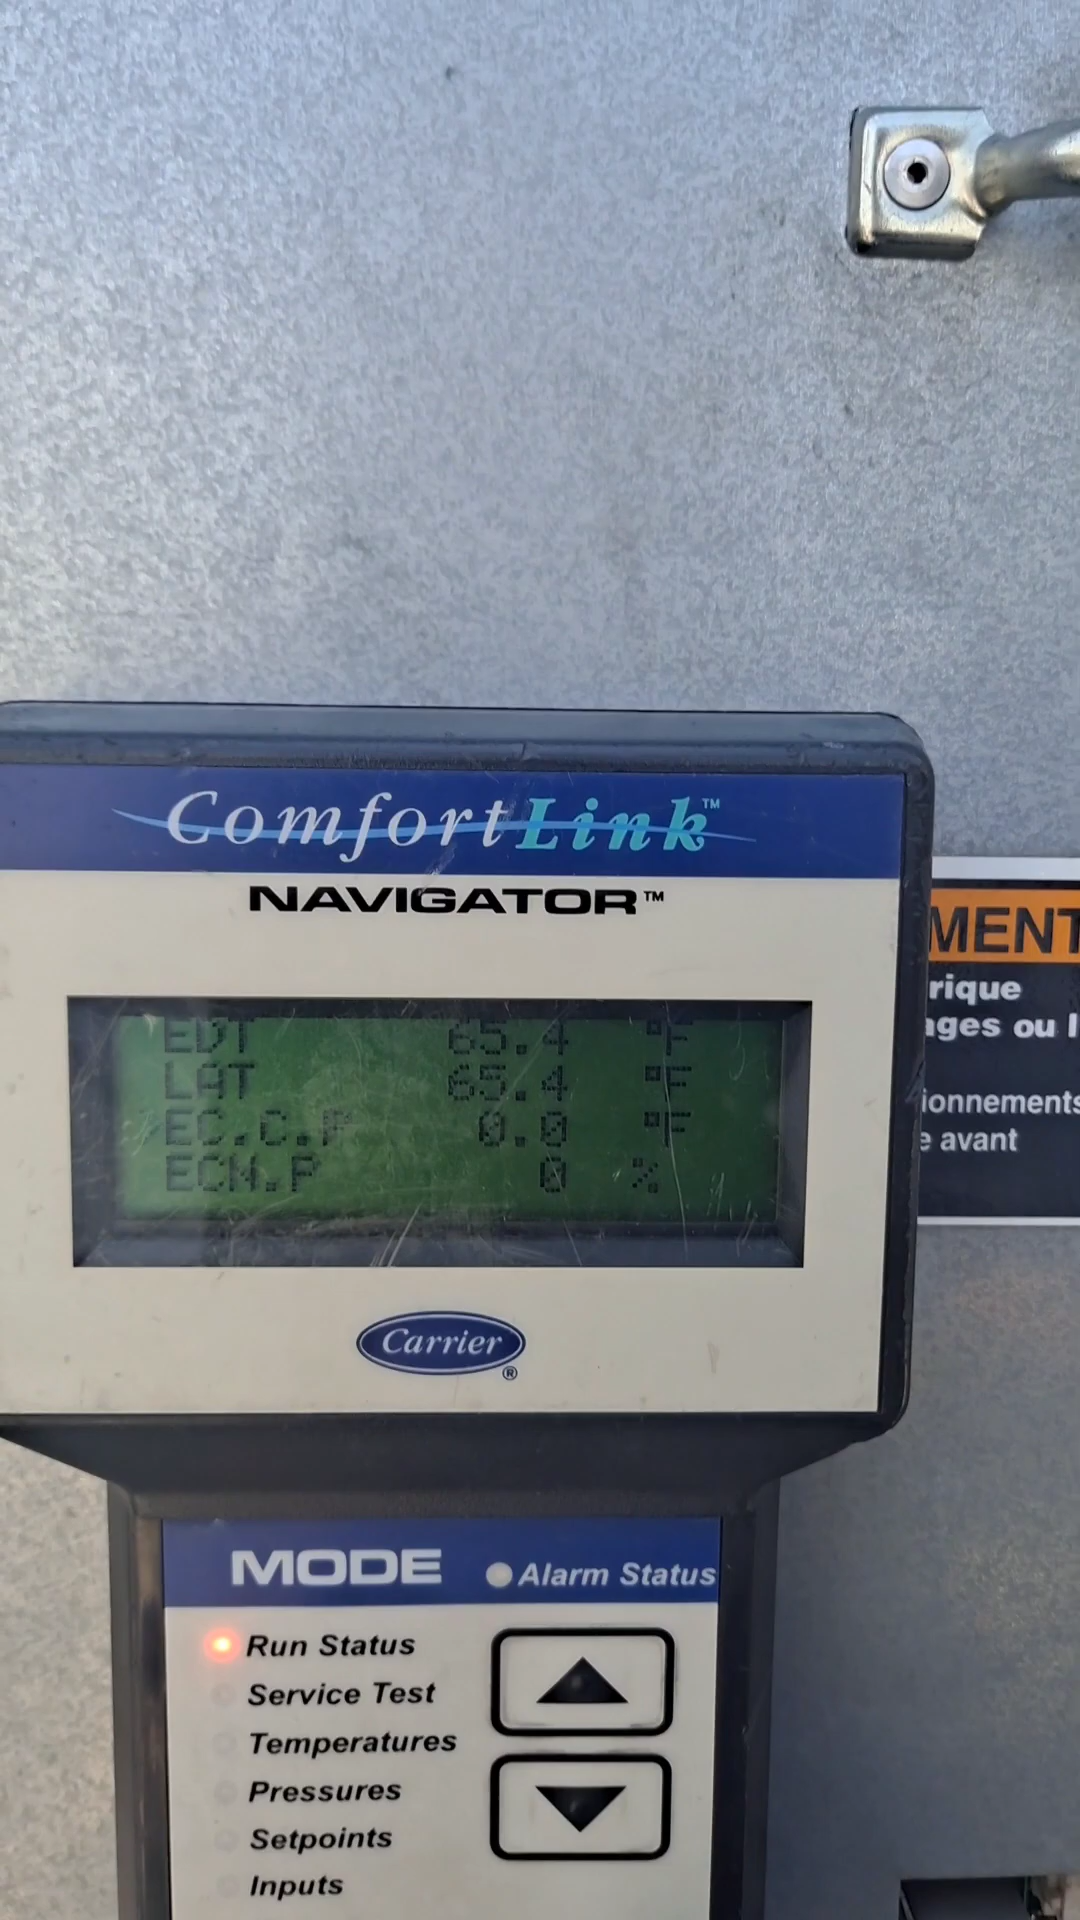 ComfortLink™
NAVIGATOR™
EDT 65.4 °F
LAT 65.4 °F
EC.C.P 0.0 °F
ECN.P 0 %
Carrier
®
MODE
Alarm Status
Run Status
Service Test
Temperatures
Pressures
Setpoints
Inputs
MENT
rique
ages ou l
ionnements
e avant